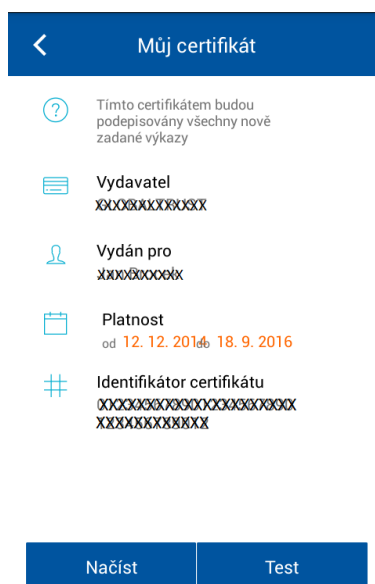 Můj certifikát
Tímto certifikátem budou
podepisovány všechny nově
zadané výkazy
Vydavatel
Vydán pro
Platnost
od 12. 12. 2014 do 18. 9. 2016
Identifikátor certifikátu
Načíst
Test